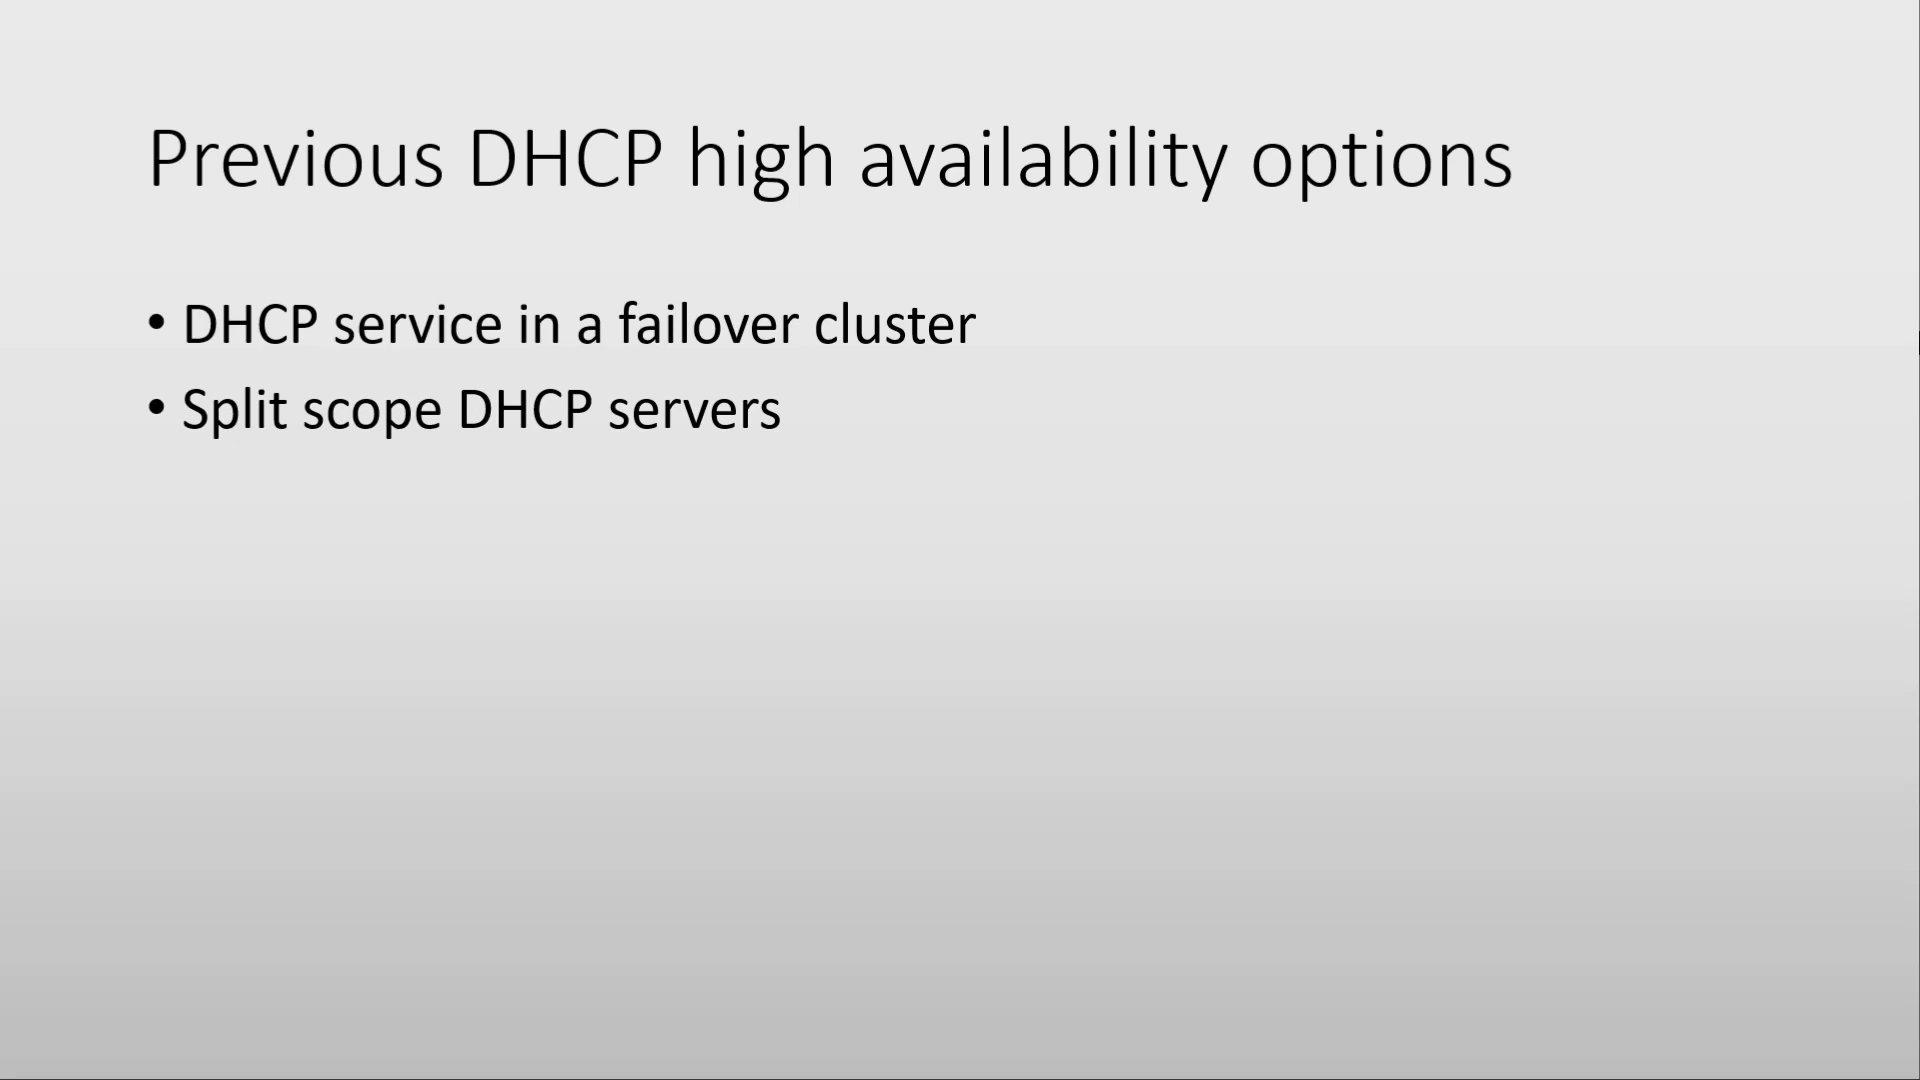 Previous DHCP high availability options
• DHCP service in a failover cluster
• Split scope DHCP servers